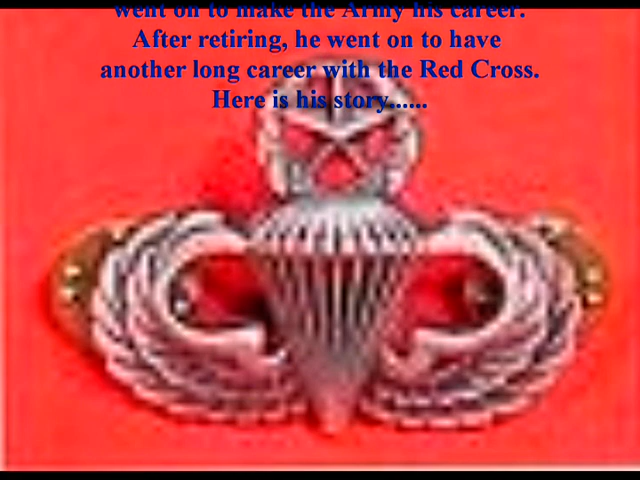 went on to make the Army his career.
After retiring, he went on to have
another long career with the Red Cross.
Here is his story......